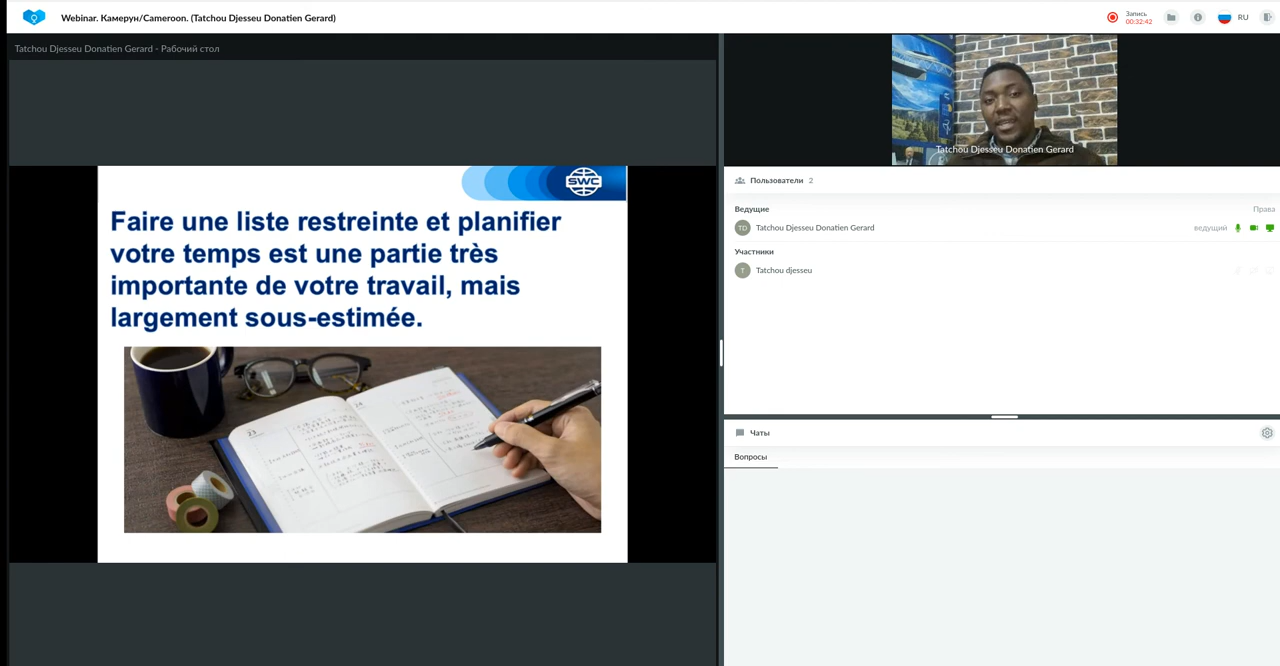 Webinar. Камерун/Cameroon. (Tatchou Djesseu Donatien Gerard)
Запись
00:32:42
RU
Tatchou Djesseu Donatien Gerard - Рабочий стол
SWC
Faire une liste restreinte et planifier
votre temps est une partie très
importante de votre travail, mais
largement sous-estimée.
23
24
Tatchou Djesseu Donatien Gerard
Пользователи 2
Ведущие
Права
TD
Tatchou Djesseu Donatien Gerard
ведущий
Участники
T
Tatchou djesseu
Чаты
Вопросы